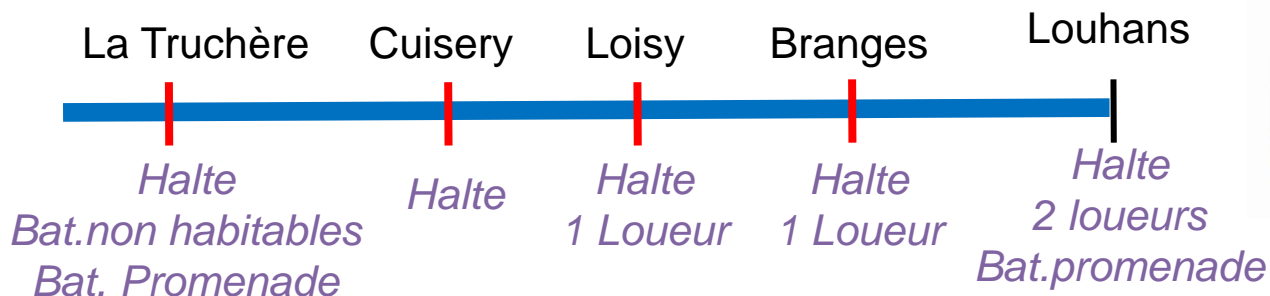 La Truchère
Cuisery
Loisy
Branges
Louhans
Halte
Bat.non habitables
Bat. Promenade
Halte
Halte
1 Loueur
Halte
1 Loueur
Halte
2 loueurs
Bat.promenade